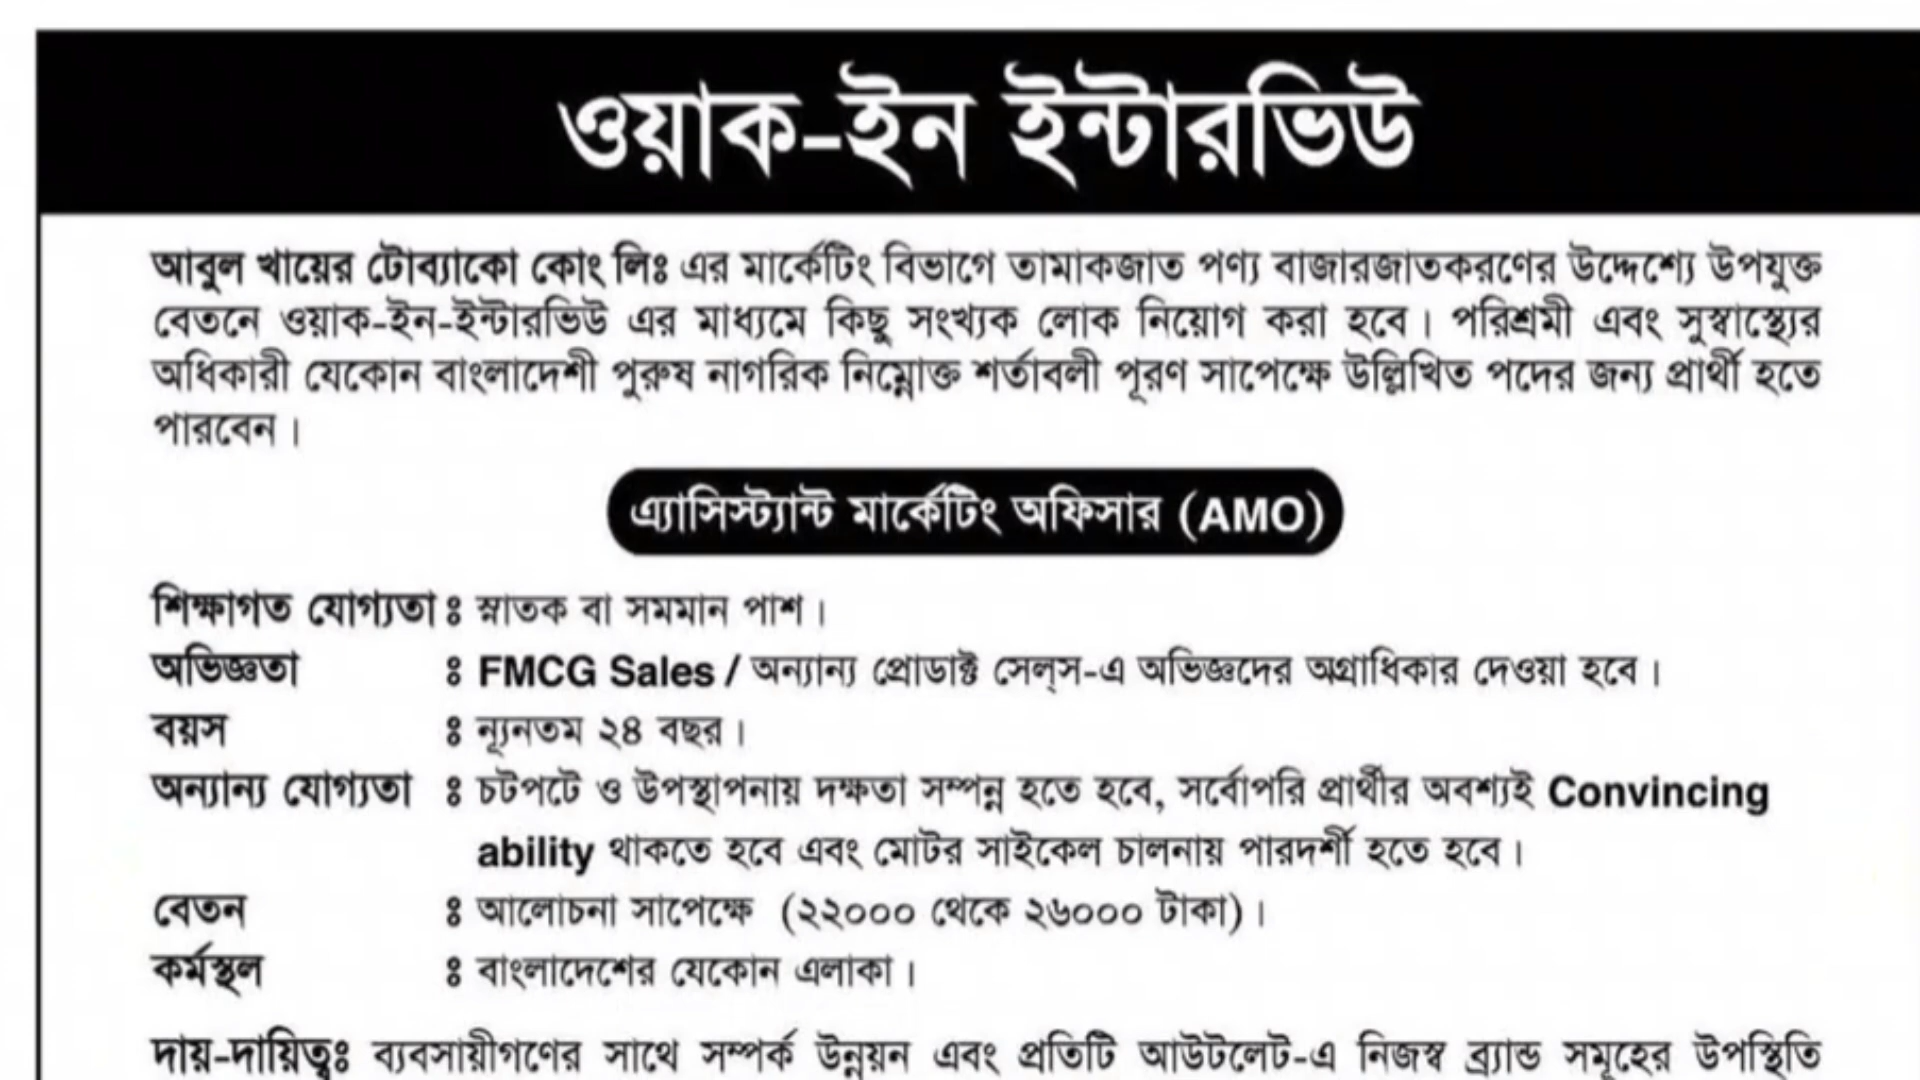 ওয়াক-ইন ইন্টারভিউ
আবুল খায়ের টোব্যাকো কোং লিঃ এর মার্কেটিং বিভাগে তামাকজাত পণ্য বাজারজাতকরণের উদ্দেশ্যে উপযুক্ত
বেতনে ওয়াক-ইন-ইন্টারভিউ এর মাধ্যমে কিছু সংখ্যক লোক নিয়োগ করা হবে। পরিশ্রমী এবং সুস্বাস্থ্যের
অধিকারী যেকোন বাংলাদেশী পুরুষ নাগরিক নিম্নোক্ত শর্তাবলী পূরণ সাপেক্ষে উল্লিখিত পদের জন্য প্রার্থী হতে
পারবেন।
এ্যাসিস্ট্যান্ট মার্কেটিং অফিসার (AMO)
শিক্ষাগত যোগ্যতা ঃ স্নাতক বা সমমান পাশ।
অভিজ্ঞতা ঃ FMCG Sales / অন্যান্য প্রোডাক্ট সেল্‌স-এ অভিজ্ঞদের অগ্রাধিকার দেওয়া হবে।
বয়স ঃ ন্যূনতম ২৪ বছর।
অন্যান্য যোগ্যতা ঃ চটপটে ও উপস্থাপনায় দক্ষতা সম্পন্ন হতে হবে, সর্বোপরি প্রার্থীর অবশ্যই Convincing
ability থাকতে হবে এবং মোটর সাইকেল চালনায় পারদর্শী হতে হবে।
বেতন ঃ আলোচনা সাপেক্ষে (২২০০০ থেকে ২৬০০০ টাকা)।
কর্মস্থল ঃ বাংলাদেশের যেকোন এলাকা।
দায়-দায়িত্বঃ ব্যবসায়ীগণের সাথে সম্পর্ক উন্নয়ন এবং প্রতিটি আউটলেট-এ নিজস্ব ব্র্যান্ড সমূহের উপস্থিতি